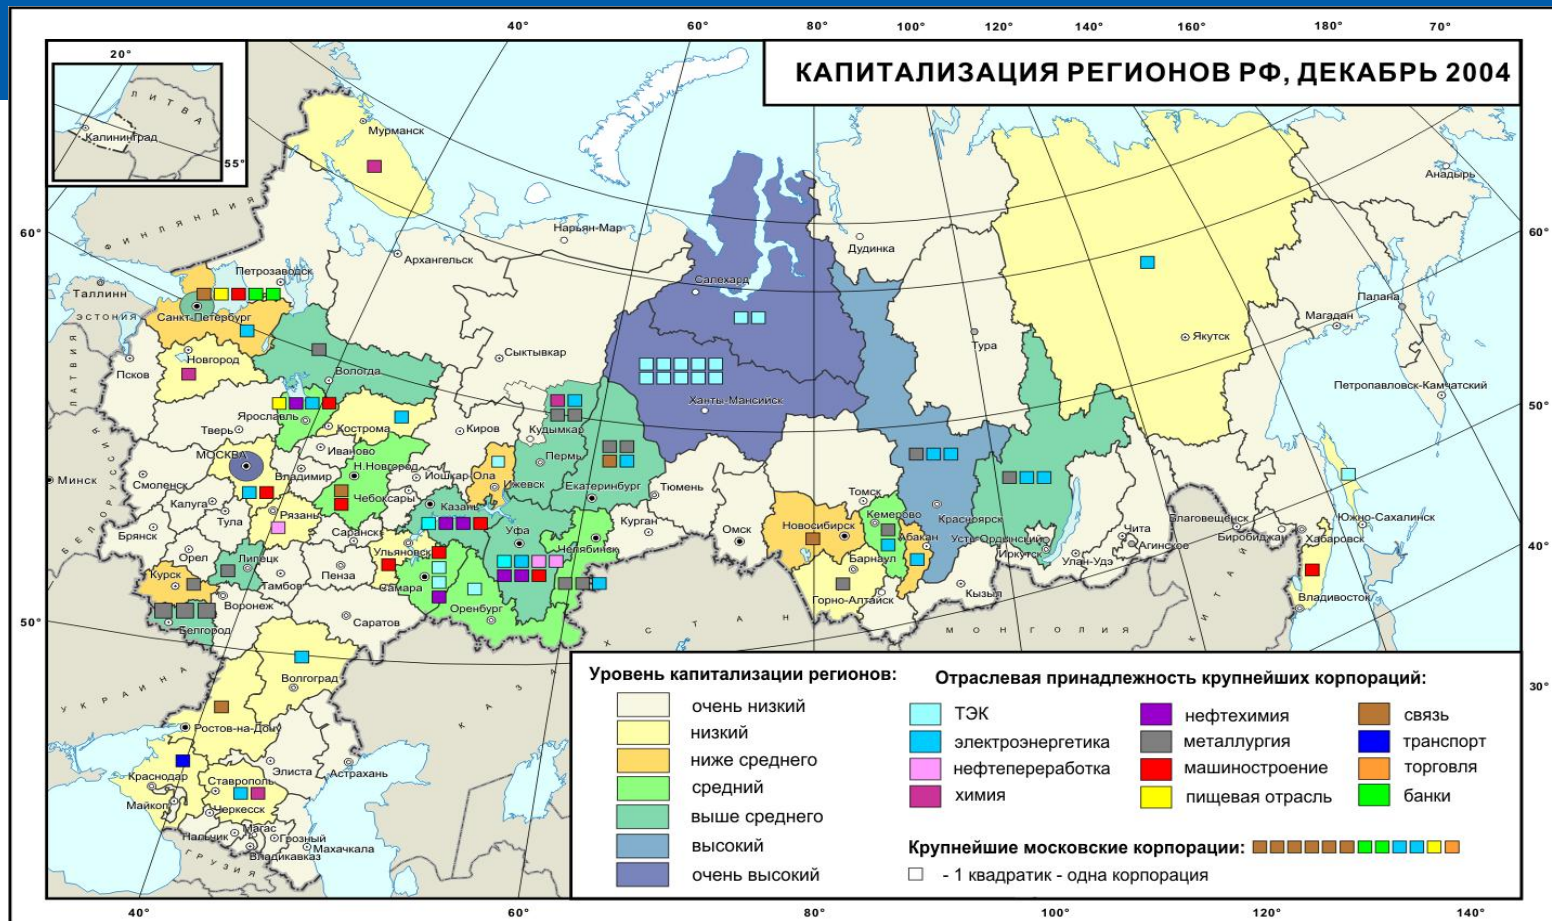 40°
60°
80°
100°
120°
140°
160°
180°
70°
КАПИТАЛИЗАЦИЯ РЕГИОНОВ РФ, ДЕКАБРЬ 2004
20°
ЛИТВА
Калининград
55°
Мурманск
Анадырь
ФИНЛЯНДИЯ
60°
60°
Нарьян-Мар
Дудинка
Архангельск
Петрозаводск
Салехард
Таллинн
ЭСТОНИЯ
Санкт-Петербург
Палана
Магадан
Якутск
Тура
ЛАТВИЯ
Псков
Новгород
Вологда
Сыктывкар
Петропавловск-Камчатский
Ханты-Мансийск
50°
Ярославль
Тверь
Кострома
Киров
Кудымкар
МОСКВА
Иваново
Пермь
Минск
БЕЛОРУССИЯ
Смоленск
Владимир
Н.Новгород
Йошкар-Ола
Ижевск
Екатеринбург
Тюмень
Калуга
Чебоксары
Казань
Томск
Рязань
Тула
Брянск
Саранск
Уфа
Курган
Омск
Новосибирск
Кемерово
Красноярск
Чита
Благовещенск
Южно-Сахалинск
Орел
Липецк
Ульяновск
Челябинск
Абакан
Усть-Ордынский
Агинское
Биробиджан
Хабаровск
Барнаул
Иркутск
Улан-Удэ
40°
Курск
Тамбов
Пенза
Самара
Воронеж
Оренбург
Горно-Алтайск
Кызыл
Владивосток
50°
Белгород
Саратов
КАЗАХСТАН
МОНГОЛИЯ
КИТАЙ
УКРАИНА
Волгоград
Ростов-на-Дону
Элиста
Астрахань
Краснодар
Ставрополь
Майкоп
Черкесск
Магас
Нальчик
Грозный
Махачкала
Владикавказ
ГРУЗИЯ
30°
Уровень капитализации регионов:
очень низкий
низкий
ниже среднего
средний
выше среднего
высокий
очень высокий
Отраслевая принадлежность крупнейших корпораций:
ТЭК
нефтехимия
связь
электроэнергетика
металлургия
транспорт
нефтепереработка
машиностроение
торговля
химия
пищевая отрасль
банки
Крупнейшие московские корпорации:
- 1 квадратик - одна корпорация
40°
60°
80°
100°
120°
140°